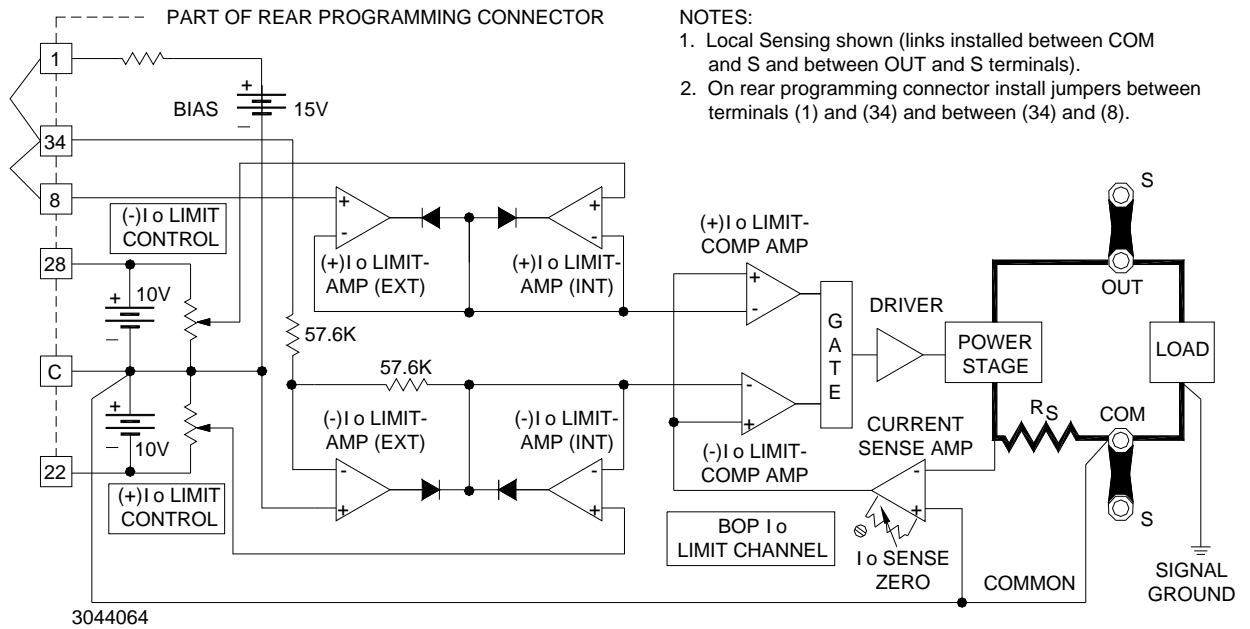 PART OF REAR PROGRAMMING CONNECTOR
NOTES:
1. Local Sensing shown (links installed between COM
and S and between OUT and S terminals).
2. On rear programming connector install jumpers between
terminals (1) and (34) and between (34) and (8).
1
+
BIAS
15V
–
34
8
S
(-)I o LIMIT
CONTROL
+
-
+
-
(+)I o LIMIT-
COMP AMP
28
(+)I o LIMIT-
AMP (EXT)
(+)I o LIMIT-
AMP (INT)
+
-
OUT
+
10V
–
57.6K
GATE
DRIVER
POWER
STAGE
LOAD
C
57.6K
+
10V
–
(-)I o LIMIT-
AMP (EXT)
(-)I o LIMIT-
AMP (INT)
-
+
(-)I o LIMIT-
COMP AMP
CURRENT
SENSE AMP
RS
COM
22
-
+
-
+
-
+
(+)I o LIMIT
CONTROL
BOP I o
LIMIT CHANNEL
I o SENSE
ZERO
S
COMMON
SIGNAL
GROUND
3044064